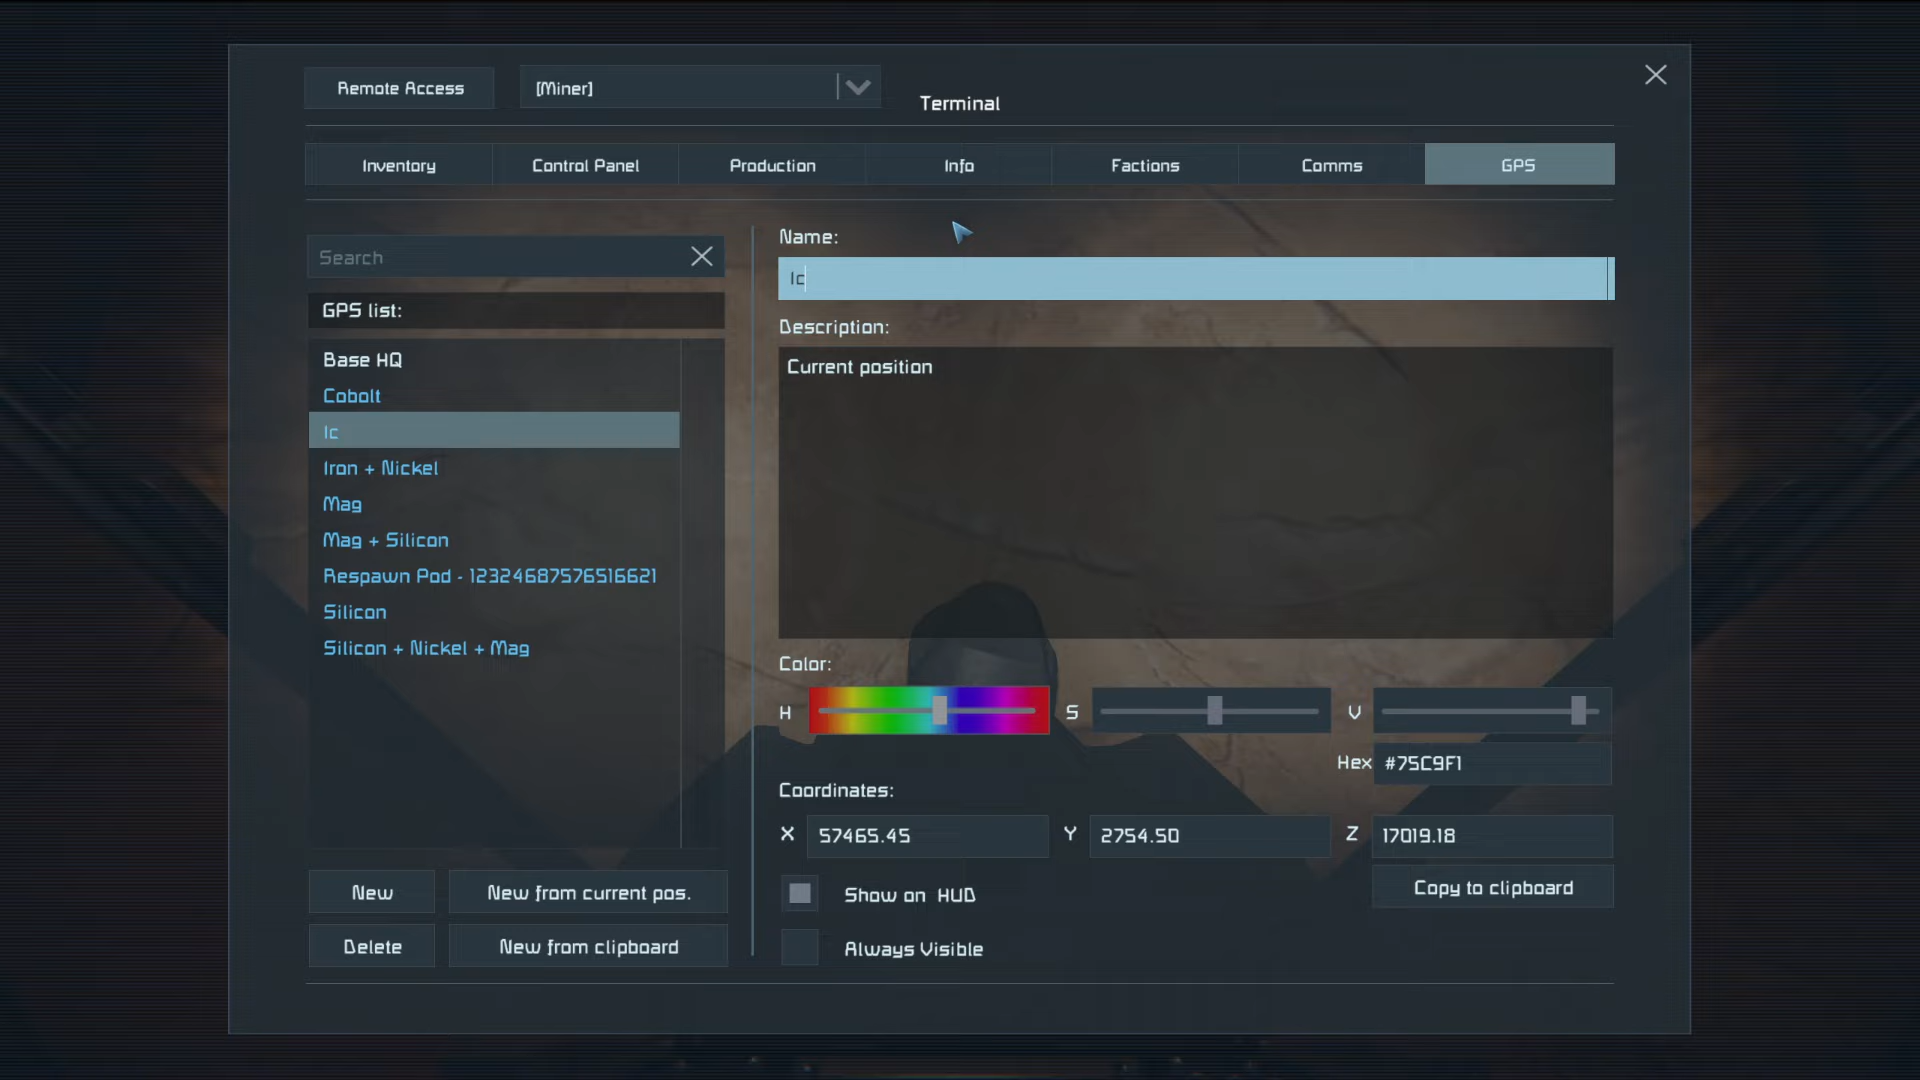 Remote Access
[Miner]
Terminal
Inventory
Control Panel
Production
Info
Factions
Comms
GPS
Search
GPS list:
Base HQ
Cobolt
Ic
Iron + Nickel
Mag
Mag + Silicon
Respawn Pod - 12324687576516621
Silicon
Silicon + Nickel + Mag
New
New from current pos.
Delete
New from clipboard
Name:
Ic
Description:
Current position
Color:
H
S
V
Hex #75C9F1
Coordinates:
X 57465.45
Y 2754.50
Z 17019.18
Show on HUD
Copy to clipboard
Always Visible